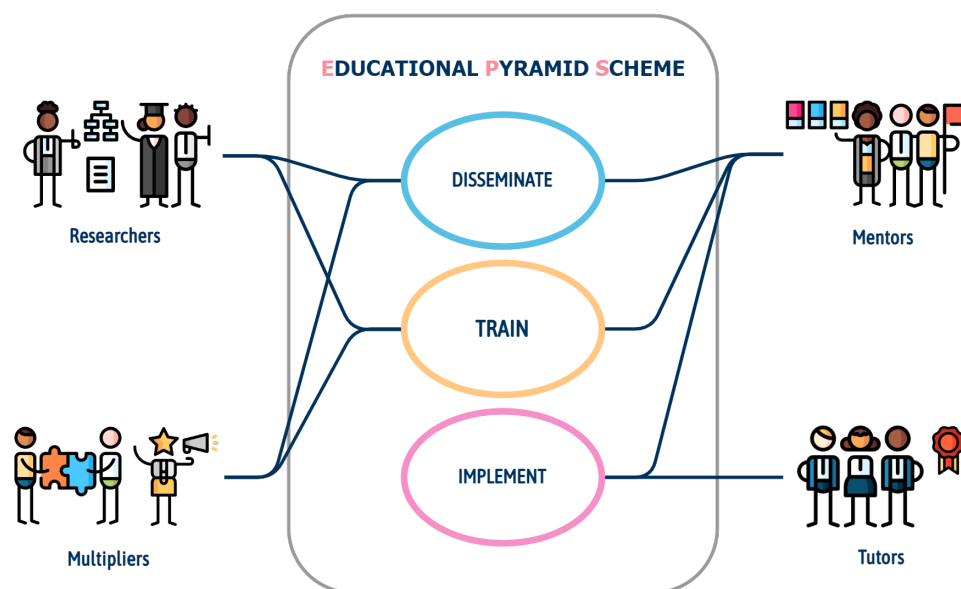 EDUCATIONAL PYRAMID SCHEME
DISSEMINATE
Researchers
Mentors
TRAIN
IMPLEMENT
Multipliers
Tutors